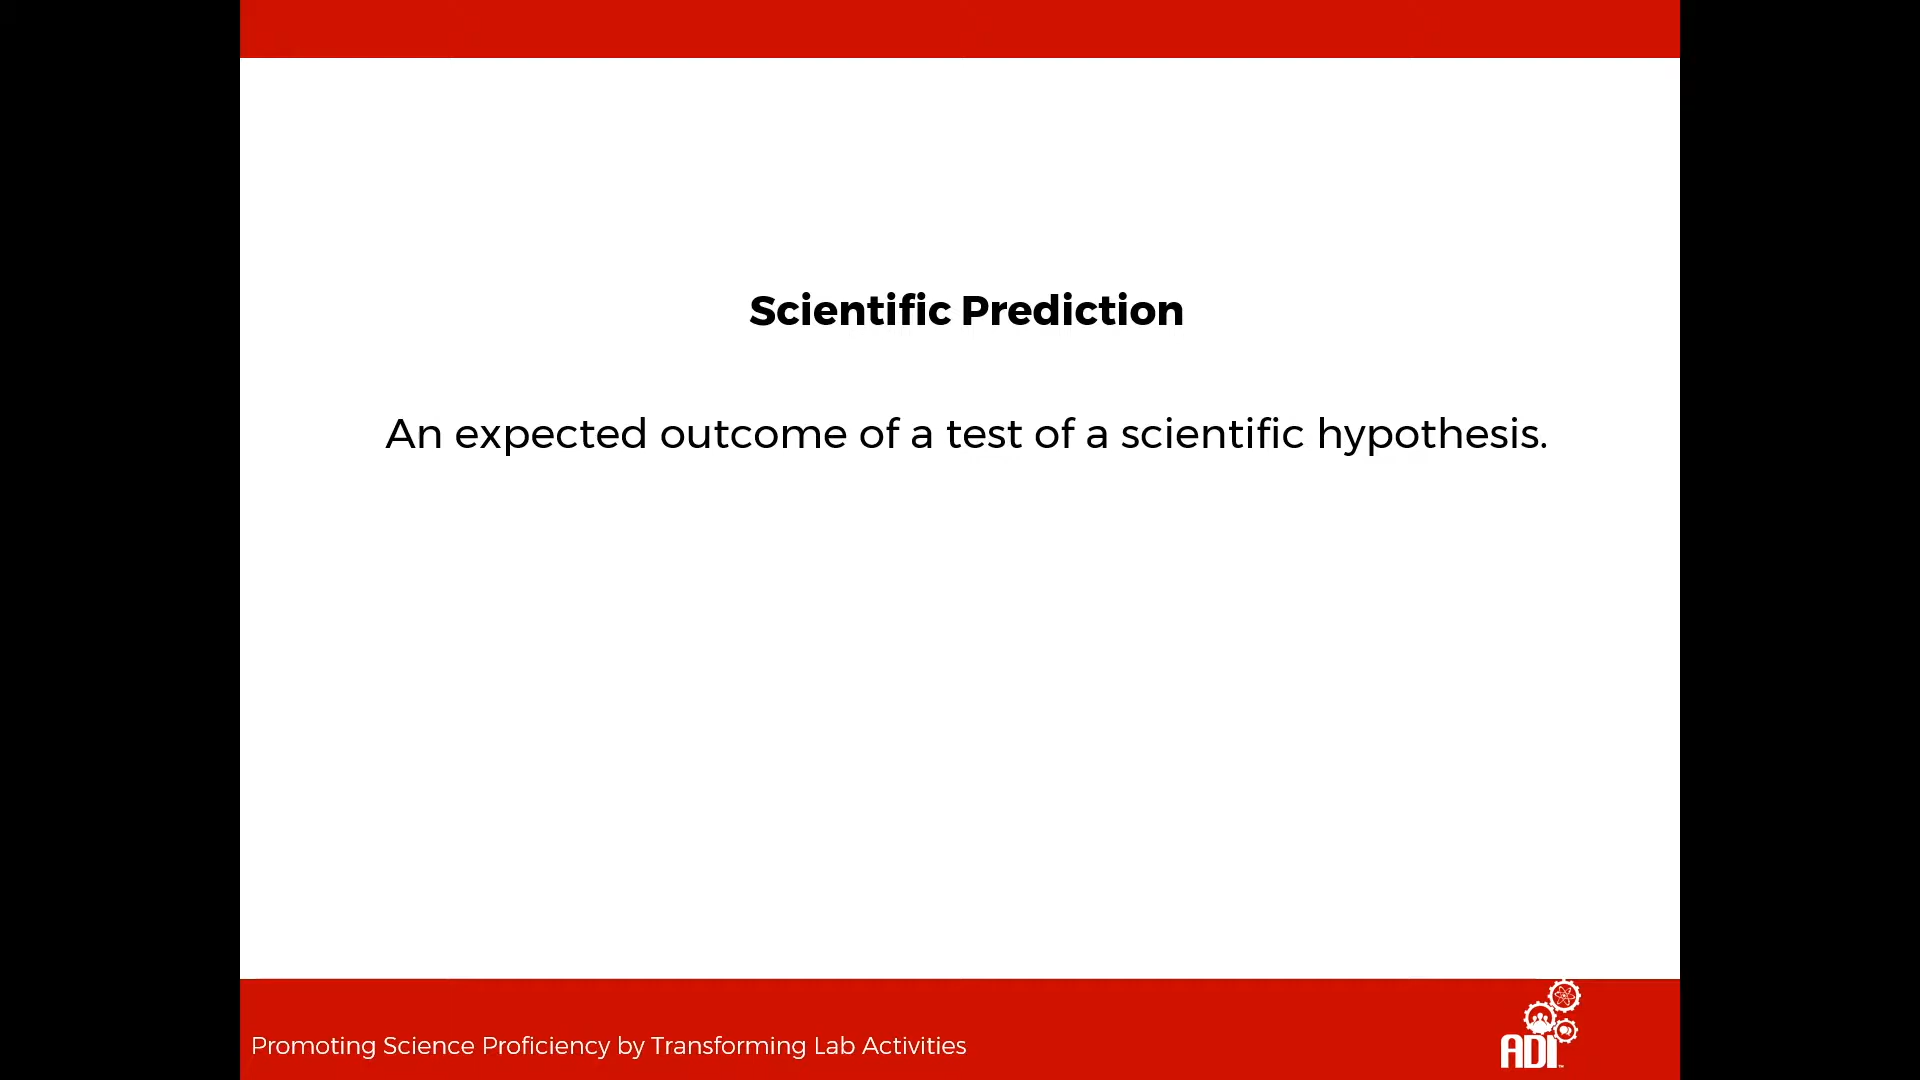 Scientific Prediction
An expected outcome of a test of a scientific hypothesis.
Promoting Science Proficiency by Transforming Lab Activities
ADI